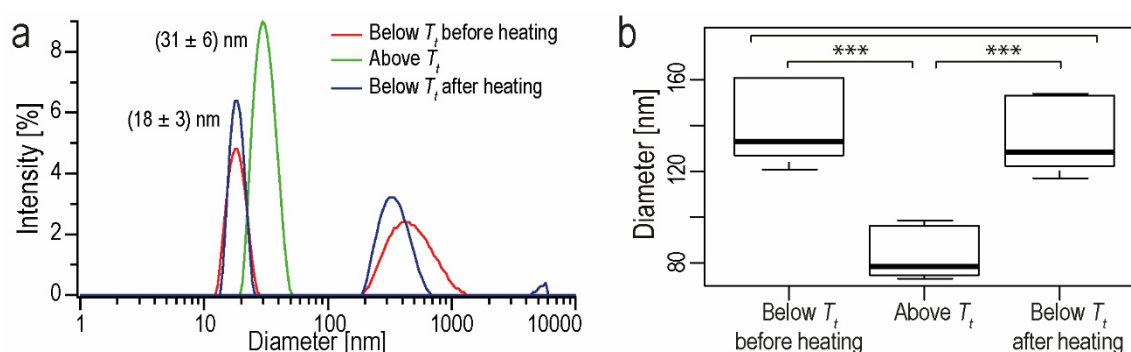 a
(31 ± 6) nm
(18 ± 3) nm
Below Tt before heating
Above Tt
Below Tt after heating
Intensity [%]
8
6
4
2
0
1
10
100
1000
10000
Diameter [nm]
b
***
***
Diameter [nm]
160
120
80
Below Tt
before heating
Above Tt
Below Tt
after heating